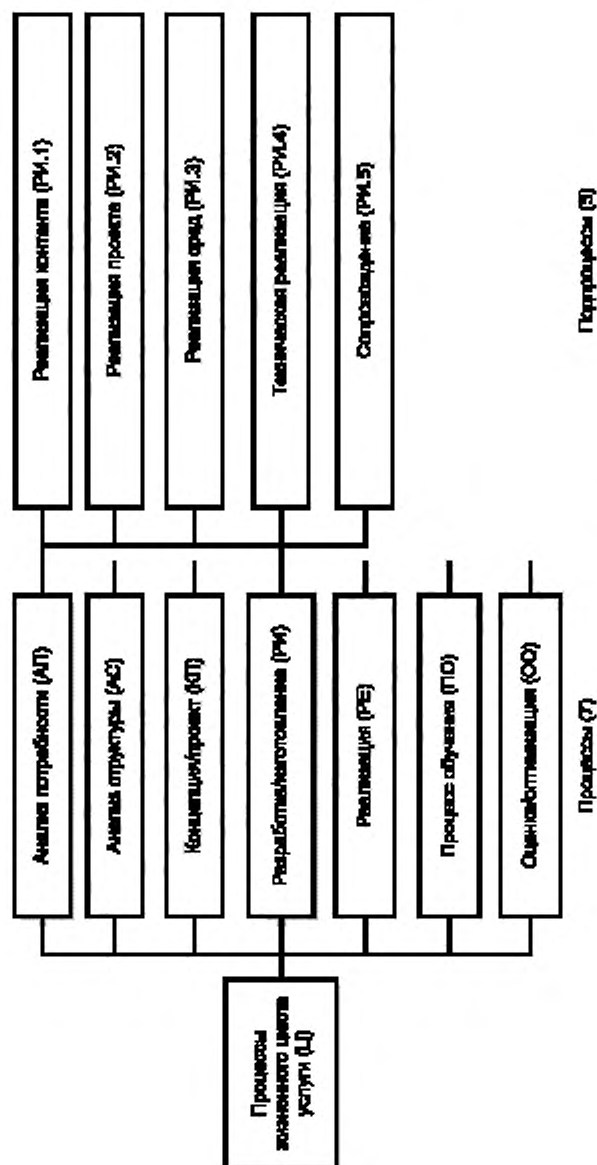 Процессы
жизненного цикла
услуги (Ц)
Анализ потребности (АП)
Анализ структуры (АС)
Концепция/проект (КП)
Разработка/изготовление (РИ)
Реализация (РЕ)
Процесс обучения (ПО)
Оценка/оптимизация (ОО)
Процессы (7)
Реализация контента (РИ.1)
Реализация проекта (РИ.2)
Реализация сред (РИ.3)
Техническая реализация (РИ.4)
Сопровождение (РИ.5)
Подпроцессы (5)